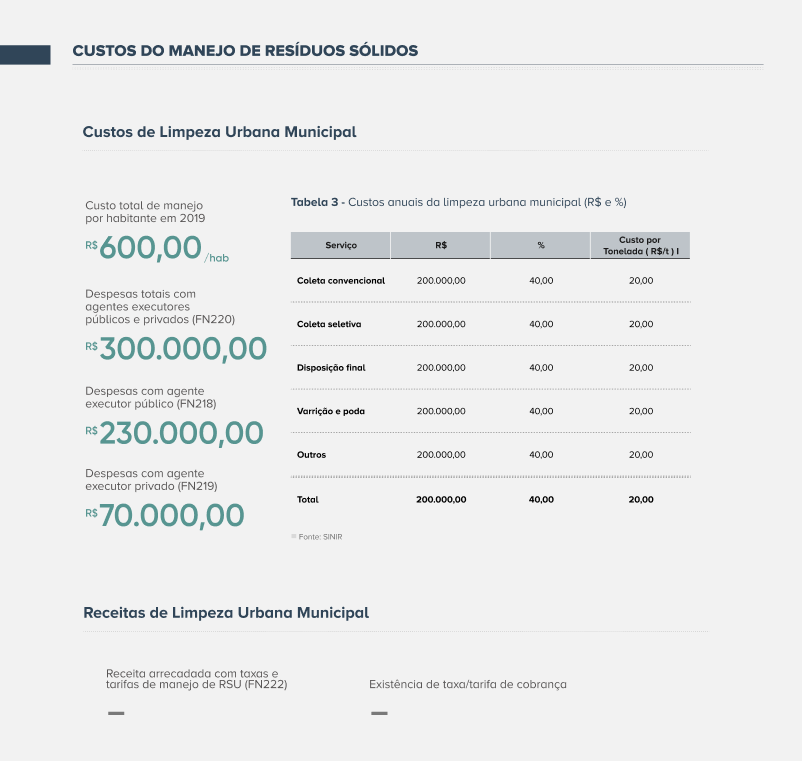 CUSTOS DO MANEJO DE RESÍDUOS SÓLIDOS
Custos de Limpeza Urbana Municipal
Custo total de manejo
por habitante em 2019
R$ 600,00 /hab
Despesas totais com
agentes executores
públicos e privados (FN220)
R$ 300.000,00
Despesas com agente
executor público (FN218)
R$ 230.000,00
Despesas com agente
executor privado (FN219)
R$ 70.000,00
Tabela 3 - Custos anuais da limpeza urbana municipal (R$ e %)
Serviço R$ % Custo por
Tonelada ( R$/t ) I
Coleta convencional 200.000,00 40,00 20,00
Coleta seletiva 200.000,00 40,00 20,00
Disposição final 200.000,00 40,00 20,00
Varrição e poda 200.000,00 40,00 20,00
Outros 200.000,00 40,00 20,00
Total 200.000,00 40,00 20,00
Fonte: SINIR
Receitas de Limpeza Urbana Municipal
Receita arrecadada com taxas e
tarifas de manejo de RSU (FN222)
—
Existência de taxa/tarifa de cobrança
—